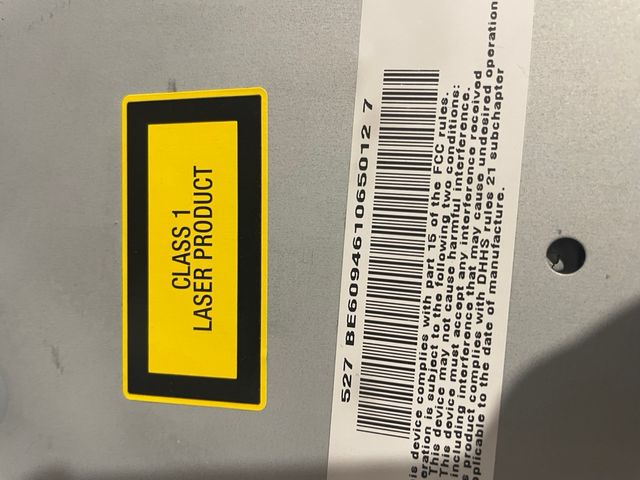 CLASS 1
LASER PRODUCT
527 BE609461065012 7
is device complies with part 15 of the FCC rules.
eration is subject to the following two conditions:
This device may not cause harmful interference.
This device must accept any interference received
including interference that may cause undesired operation
s product complies with DHHS rules 21 subchapter
plicable to the date of manufacture.